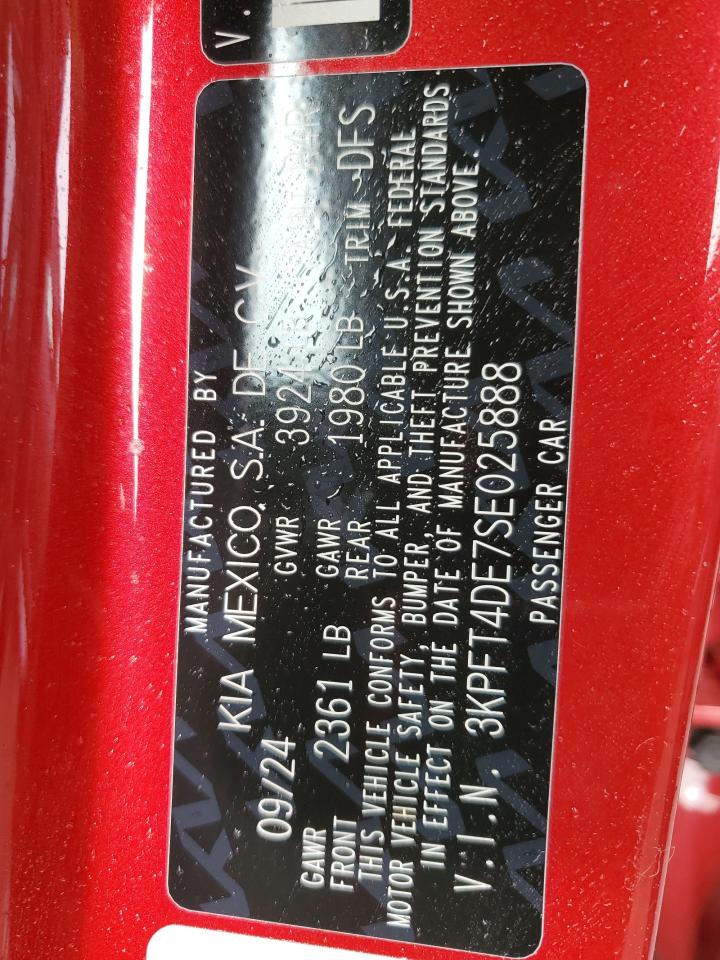 V.
MANUFACTURED BY
KIA MEXICO, S.A. DE C.V.
09/24 GVWR 3924 LB
GAWR FRONT 2361 LB GAWR REAR 1980 LB TRIM DFS
THIS VEHICLE CONFORMS TO ALL APPLICABLE U.S.A. FEDERAL
MOTOR VEHICLE SAFETY, BUMPER, AND THEFT PREVENTION STANDARDS
IN EFFECT ON THE DATE OF MANUFACTURE SHOWN ABOVE.
V.I.N. 3KPFT4DE7SE025888
PASSENGER CAR